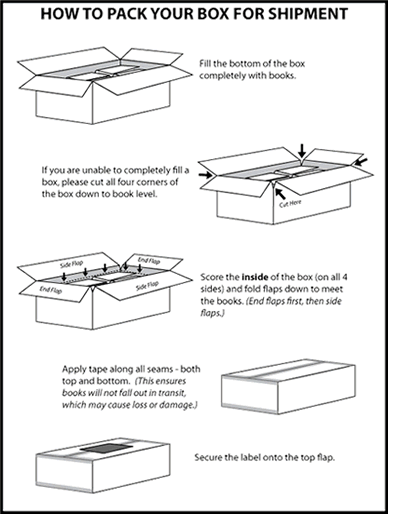 HOW TO PACK YOUR BOX FOR SHIPMENT
Fill the bottom of the box
completely with books.
If you are unable to completely fill a
box, please cut all four corners of
the box down to book level.
Cut Here
Side Flap
End Flap
End Flap
Side Flap
Score the inside of the box (on all 4
sides) and fold flaps down to meet
the books. (End flaps first, then side
flaps.)
Apply tape along all seams - both
top and bottom. (This ensures
books will not fall out in transit,
which may cause loss or damage.)
Secure the label onto the top flap.